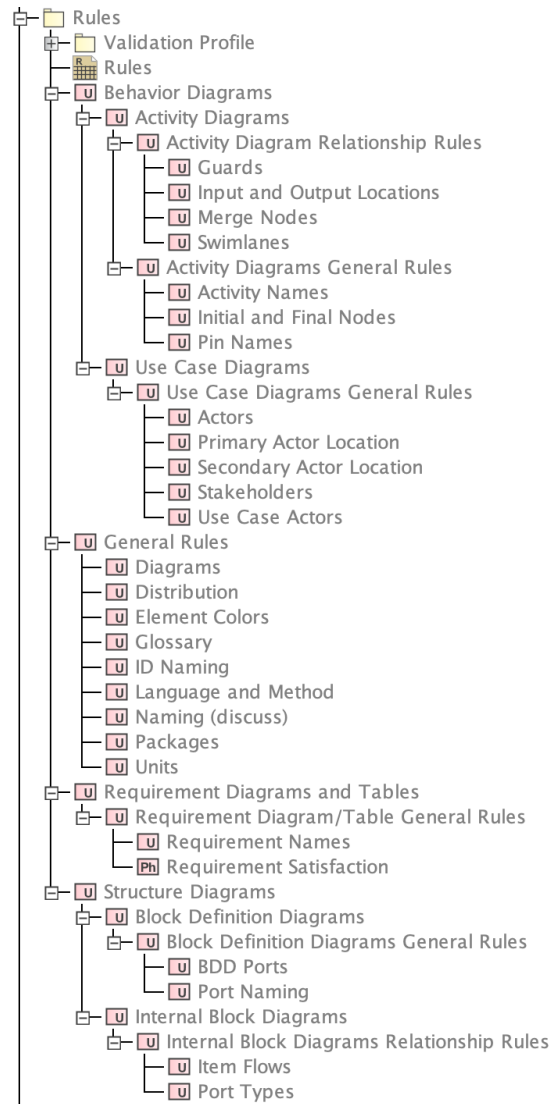 Rules
Validation Profile
R Rules
U Behavior Diagrams
U Activity Diagrams
U Activity Diagram Relationship Rules
U Guards
U Input and Output Locations
U Merge Nodes
U Swimlanes
U Activity Diagrams General Rules
U Activity Names
U Initial and Final Nodes
U Pin Names
U Use Case Diagrams
U Use Case Diagrams General Rules
U Actors
U Primary Actor Location
U Secondary Actor Location
U Stakeholders
U Use Case Actors
U General Rules
U Diagrams
U Distribution
U Element Colors
U Glossary
U ID Naming
U Language and Method
U Naming (discuss)
U Packages
U Units
U Requirement Diagrams and Tables
U Requirement Diagram/Table General Rules
U Requirement Names
Ph Requirement Satisfaction
U Structure Diagrams
U Block Definition Diagrams
U Block Definition Diagrams General Rules
U BDD Ports
U Port Naming
U Internal Block Diagrams
U Internal Block Diagrams Relationship Rules
U Item Flows
U Port Types